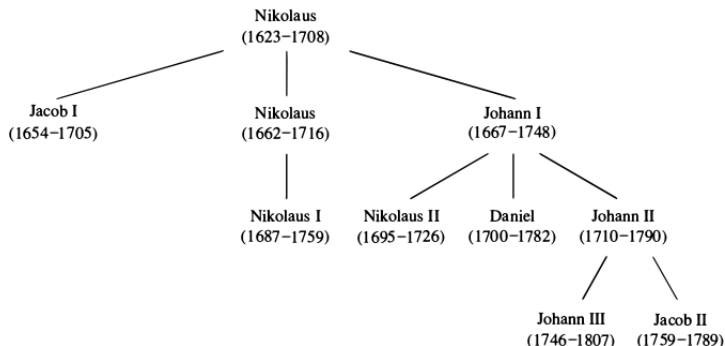 Nikolaus
(1623–1708)
Jacob I
(1654–1705)
Nikolaus
(1662–1716)
Johann I
(1667–1748)
Nikolaus I
(1687–1759)
Nikolaus II
(1695–1726)
Daniel
(1700–1782)
Johann II
(1710–1790)
Johann III
(1746–1807)
Jacob II
(1759–1789)